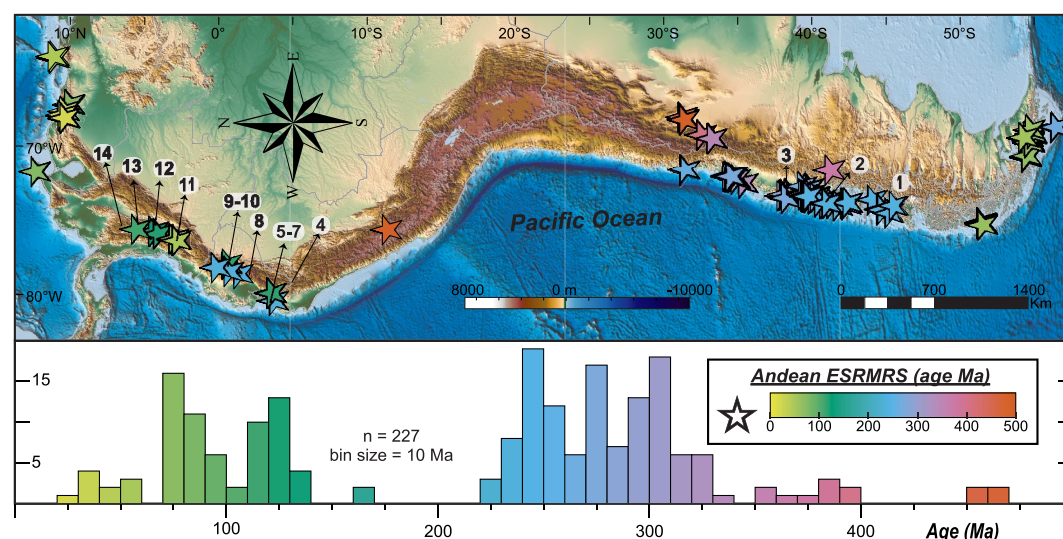 10°N 0° 10°S 20°S 30°S 40°S 50°S
E
N S
W
70°W
14 13 12 11 9-10 8 5-7 4
3 2 1
Pacific Ocean
80°W
8000 0 m -10000
0 700 1400
Km
15
5
n = 227
bin size = 10 Ma
Andean ESRMRS (age Ma)
0 100 200 300 400 500
100 200 300 400 Age (Ma)